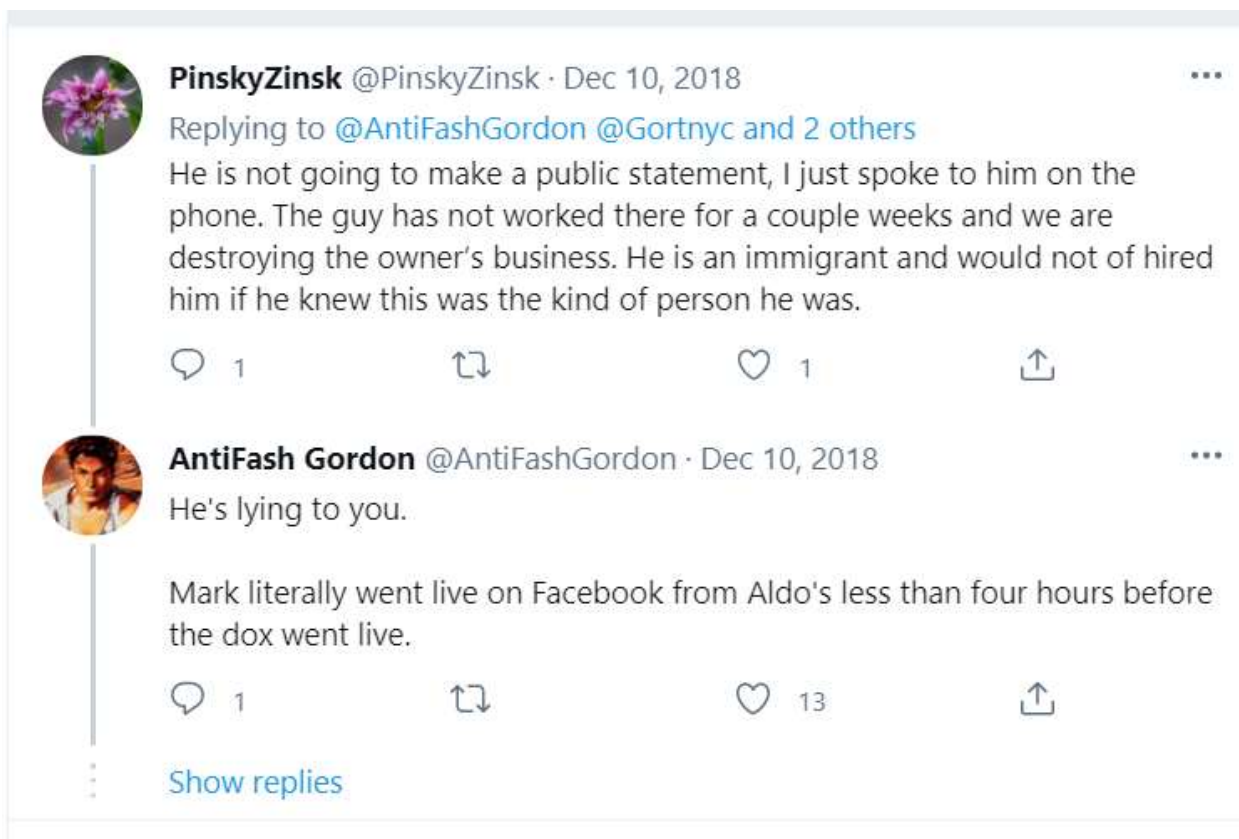 PinskyZinsk @PinskyZinsk · Dec 10, 2018
Replying to @AntiFashGordon @Gortnyc and 2 others
He is not going to make a public statement, I just spoke to him on the
phone. The guy has not worked there for a couple weeks and we are
destroying the owner’s business. He is an immigrant and would not of hired
him if he knew this was the kind of person he was.
1 1
AntiFash Gordon @AntiFashGordon · Dec 10, 2018
He's lying to you.
Mark literally went live on Facebook from Aldo's less than four hours before
the dox went live.
1 13
Show replies